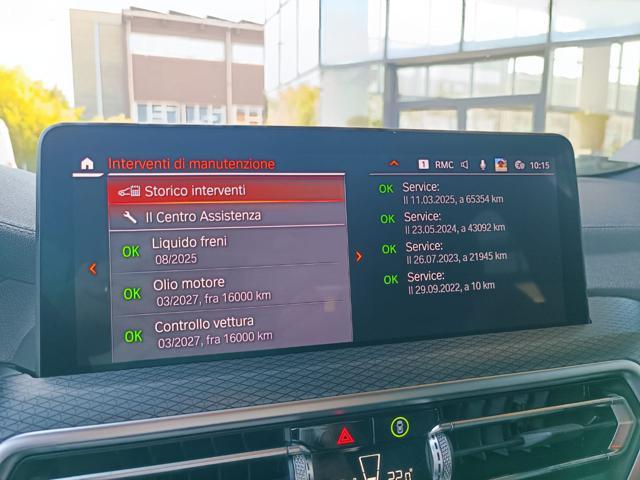 Interventi di manutenzione
1 RMC 10:15
Storico interventi
Il Centro Assistenza
OK Liquido freni
08/2025
OK Olio motore
03/2027, fra 16000 km
OK Controllo vettura
03/2027, fra 16000 km
OK Service:
Il 11.03.2025, a 65354 km
OK Service:
Il 23.05.2024, a 43092 km
OK Service:
Il 26.07.2023, a 21945 km
OK Service:
Il 29.09.2022, a 10 km